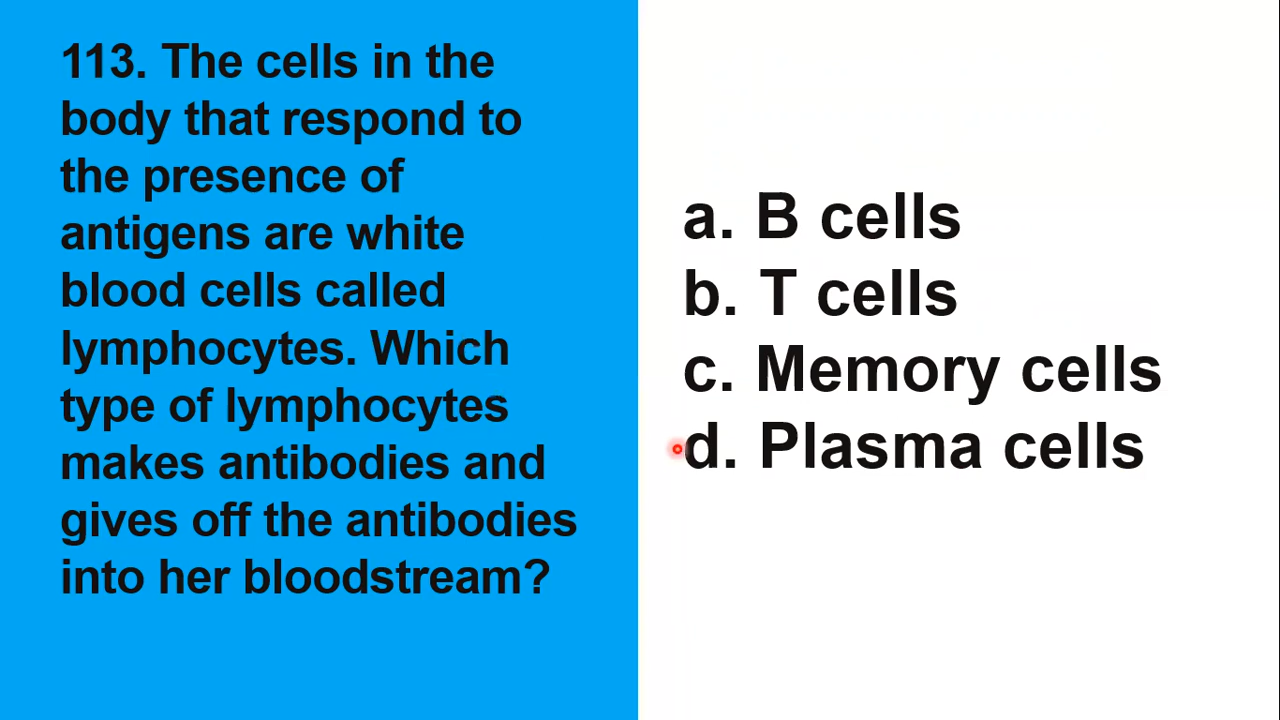 113. The cells in the
body that respond to
the presence of
antigens are white
blood cells called
lymphocytes. Which
type of lymphocytes
makes antibodies and
gives off the antibodies
into her bloodstream?
a. B cells
b. T cells
c. Memory cells
d. Plasma cells